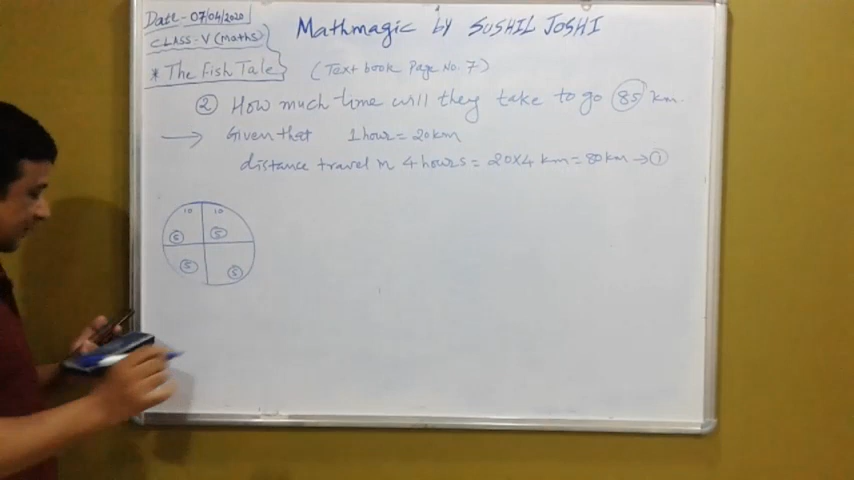 Date - 07/04/2020
Mathmagic by SUSHIL JOSHI
CLASS-V (Maths)
* The Fish Tale
(Text book Page No. 7)
② How much time will they take to go 85 km.
→ Given that 1 hour = 20 km
distance travel in 4 hours = 20×4 km = 80 km → ①
10 10
5 5
5 5